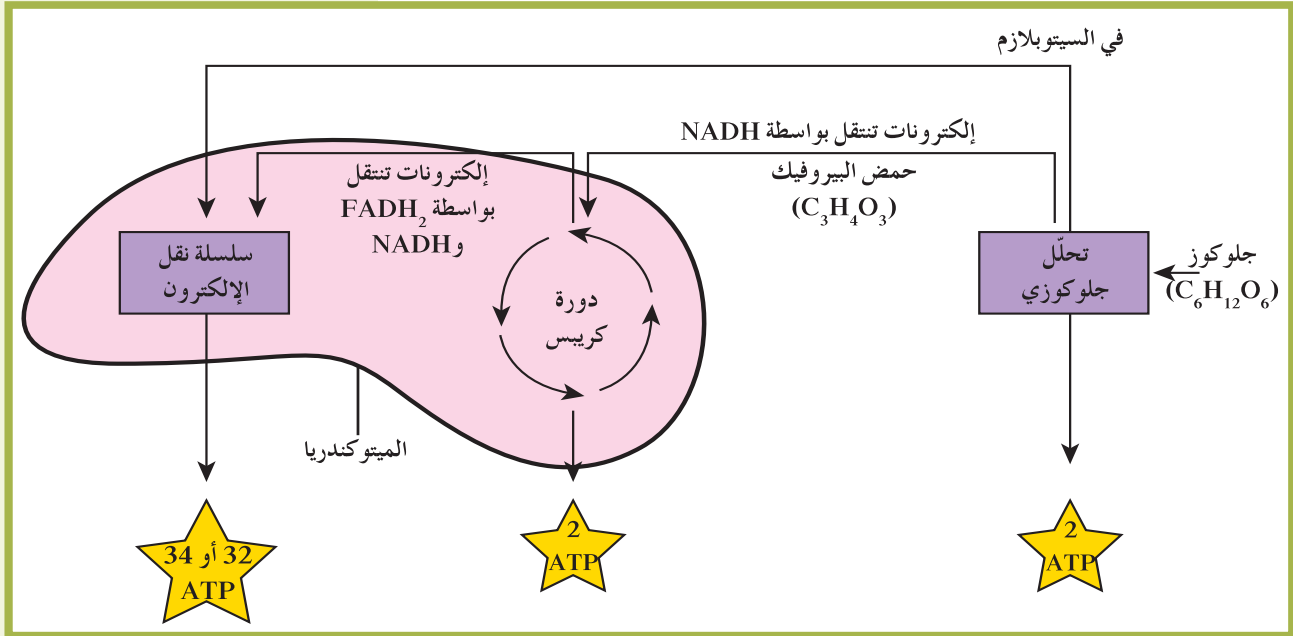 في السيتوبلازم
إلكترونات تنتقل بواسطة NADH
حمض البيروفيك
(C₃H₄O₃)
جلوكوز
(C₆H₁₂O₆)
تحلّل
جلوكوزي
إلكترونات تنتقل
بواسطة FADH₂
وNADH
دورة
كريبس
سلسلة نقل
الإلكترون
الميتوكندريا
2
ATP
2
ATP
32 أو 34
ATP